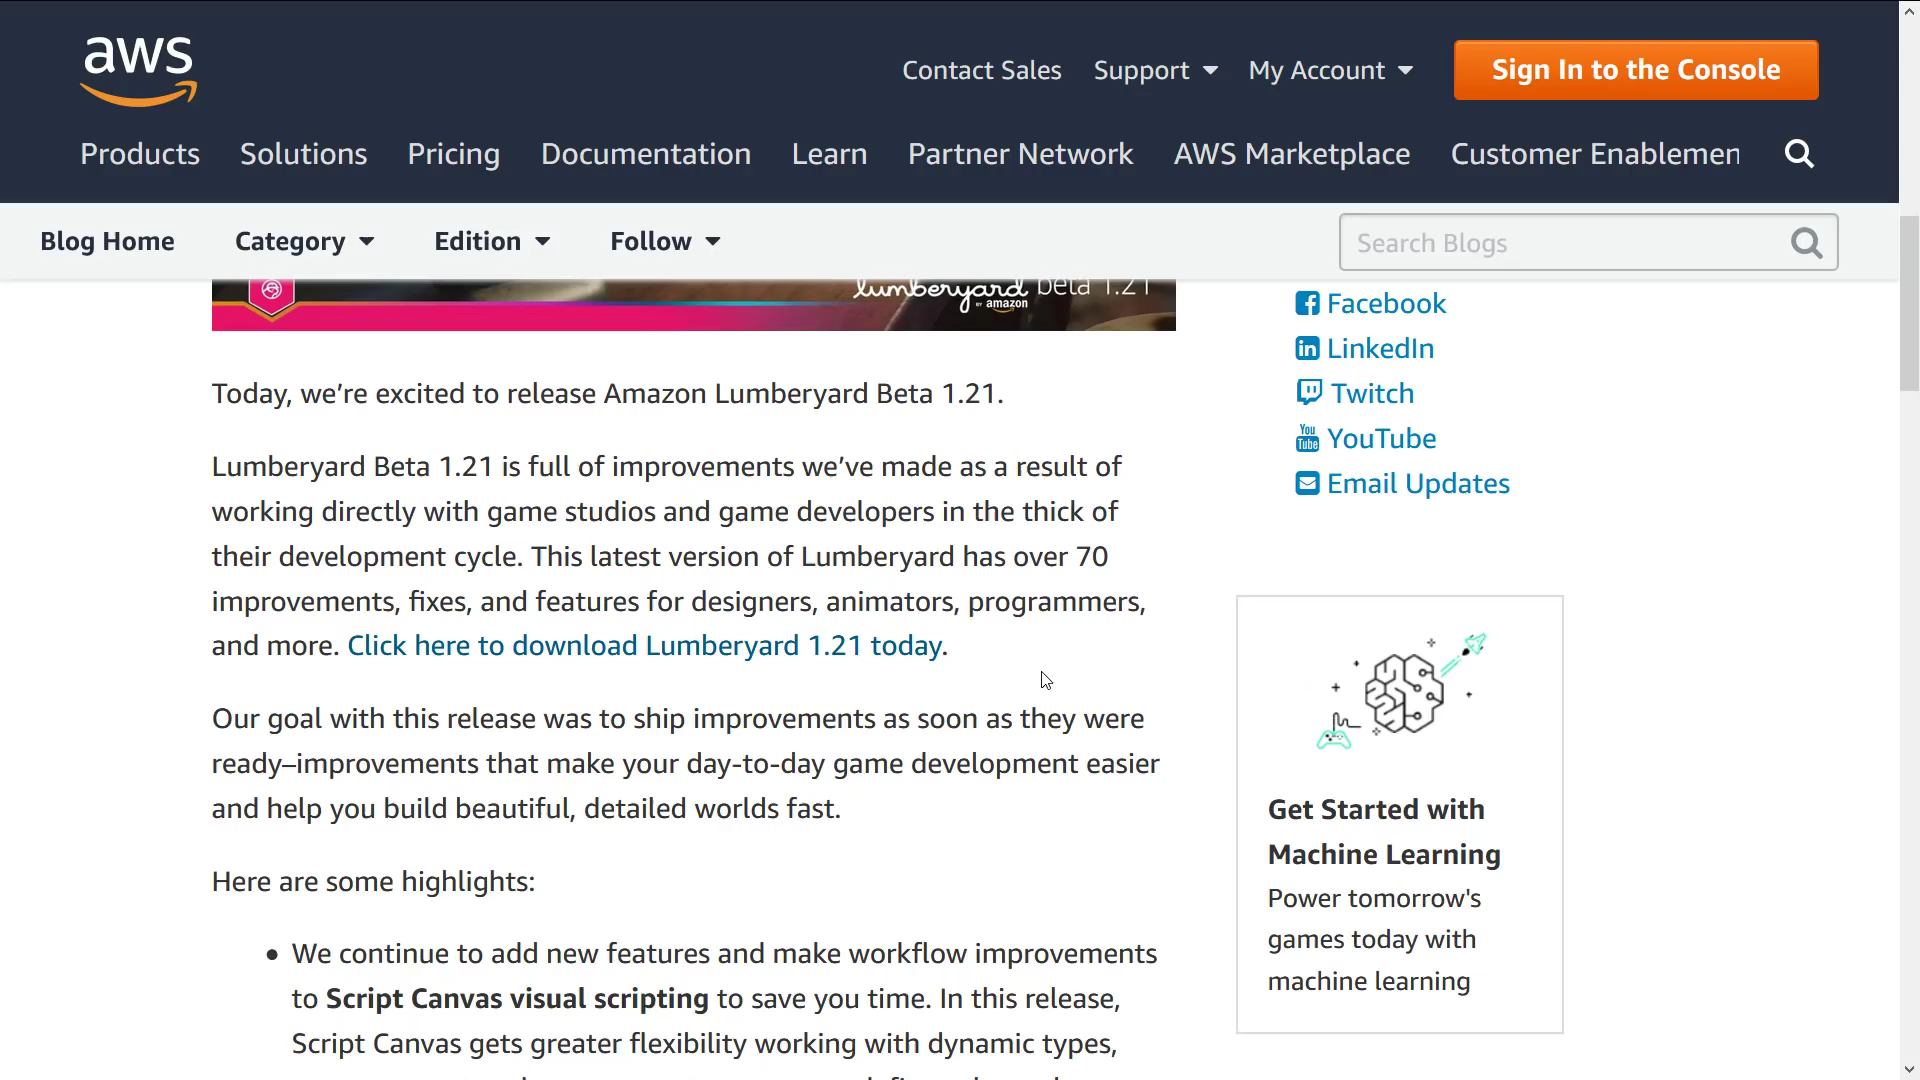 aws
Contact Sales Support My Account Sign In to the Console
Products Solutions Pricing Documentation Learn Partner Network AWS Marketplace Customer Enablemen
Blog Home Category Edition Follow Search Blogs
lumberyard beta 1.21
BY amazon
Today, we’re excited to release Amazon Lumberyard Beta 1.21.
Lumberyard Beta 1.21 is full of improvements we’ve made as a result of
working directly with game studios and game developers in the thick of
their development cycle. This latest version of Lumberyard has over 70
improvements, fixes, and features for designers, animators, programmers,
and more. Click here to download Lumberyard 1.21 today.
Our goal with this release was to ship improvements as soon as they were
ready–improvements that make your day-to-day game development easier
and help you build beautiful, detailed worlds fast.
Here are some highlights:
• We continue to add new features and make workflow improvements
to Script Canvas visual scripting to save you time. In this release,
Script Canvas gets greater flexibility working with dynamic types,
Facebook
in LinkedIn
Twitch
You Tube YouTube
Email Updates
Get Started with
Machine Learning
Power tomorrow's
games today with
machine learning